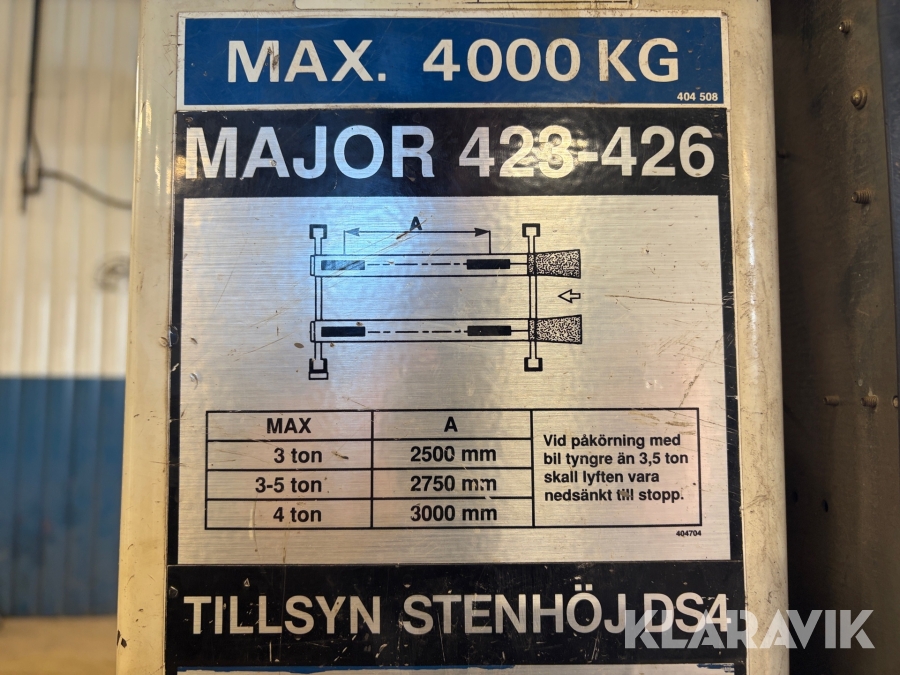 MAX. 4000 KG
404 508
MAJOR 423-426
A
MAX A
3 ton 2500 mm
3-5 ton 2750 mm
4 ton 3000 mm
Vid påkörning med
bil tyngre än 3,5 ton
skall lyften vara
nedsänkt till stopp.
404704
TILLSYN STENHÖJ DS4
KLARAVIK